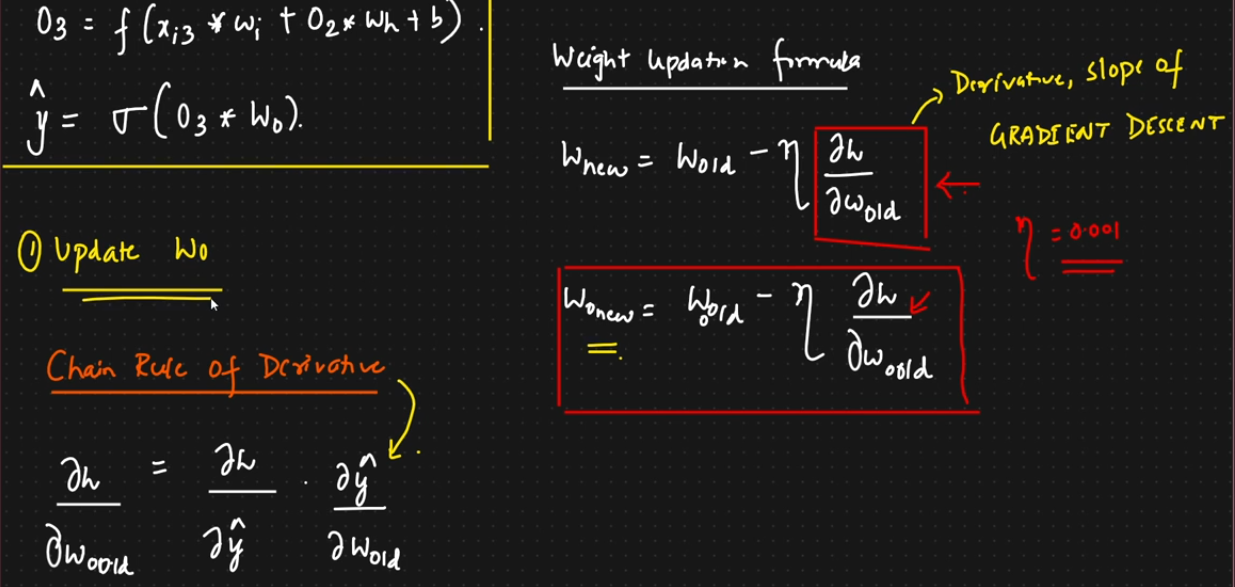 O3 = f(xi3 * wi + O2 * Wh + b).
ŷ = σ(O3 * Wo).
① Update Wo
Chain Rule of Derivative
∂L/∂Woold = ∂L/∂ŷ . ∂ŷ/∂Wold
Weight Updation formula
Wnew = Wold - η ∂L/∂Wold
Derivative, slope of
GRADIENT DESCENT
η = 0.001
Wonew = Woold - η ∂L/∂Woold